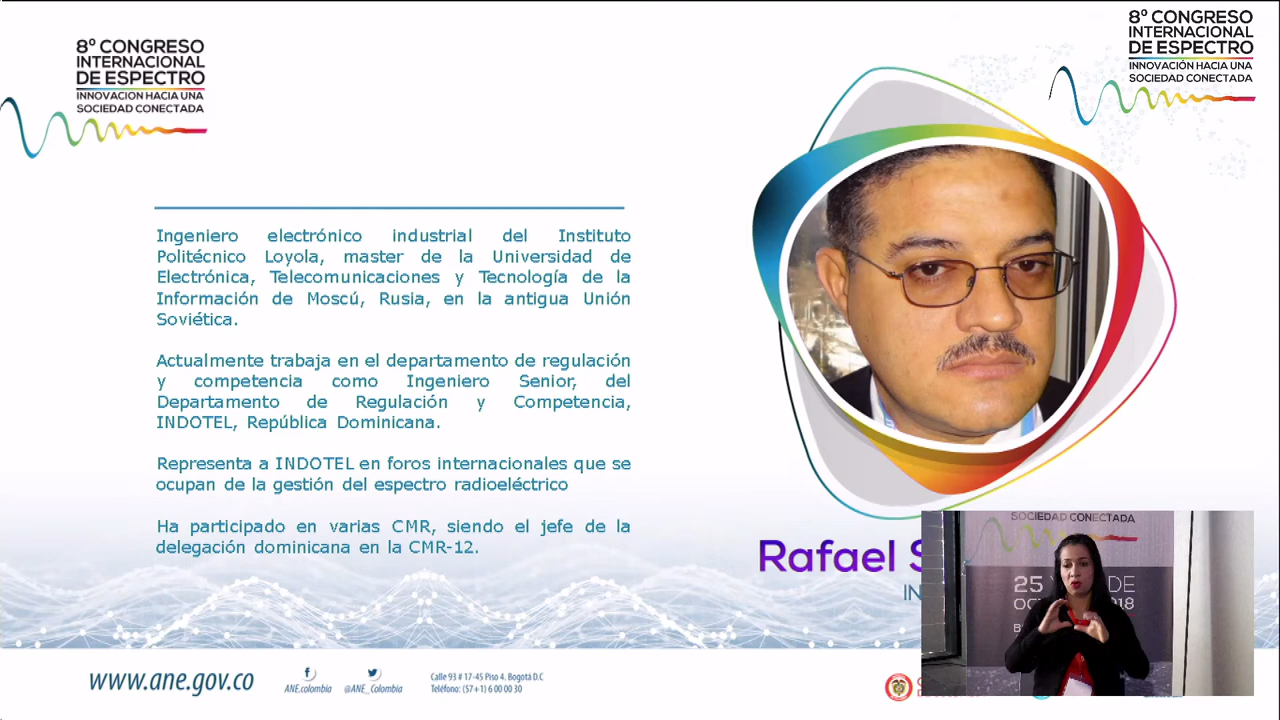 8º CONGRESO
INTERNACIONAL
DE ESPECTRO
INNOVACION HACIA UNA
SOCIEDAD CONECTADA
8º CONGRESO
INTERNACIONAL
DE ESPECTRO
INNOVACIÓN HACIA UNA
SOCIEDAD CONECTADA
Ingeniero electrónico industrial del Instituto
Politécnico Loyola, master de la Universidad de
Electrónica, Telecomunicaciones y Tecnología de la
Información de Moscú, Rusia, en la antigua Unión
Soviética.
Actualmente trabaja en el departamento de regulación
y competencia como Ingeniero Senior, del
Departamento de Regulación y Competencia,
INDOTEL, República Dominicana.
Representa a INDOTEL en foros internacionales que se
ocupan de la gestión del espectro radioeléctrico
Ha participado en varias CMR, siendo el jefe de la
delegación dominicana en la CMR-12.
Rafael
SOCIEDAD CONECTADA
25 DE
2018
www.ane.gov.co
ANE.colombia
@ANE_Colombia
Calle 93 # 17-45 Piso 4. Bogotá D.C
Teléfono: (57+1) 6 00 00 30